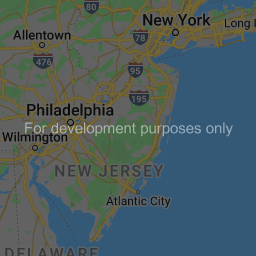 New York
Allentown
Long I
80
78
476
95
195
Philadelphia
For development purposes only
Wilmington
NEW JERSEY
Atlantic City
DELAWARE